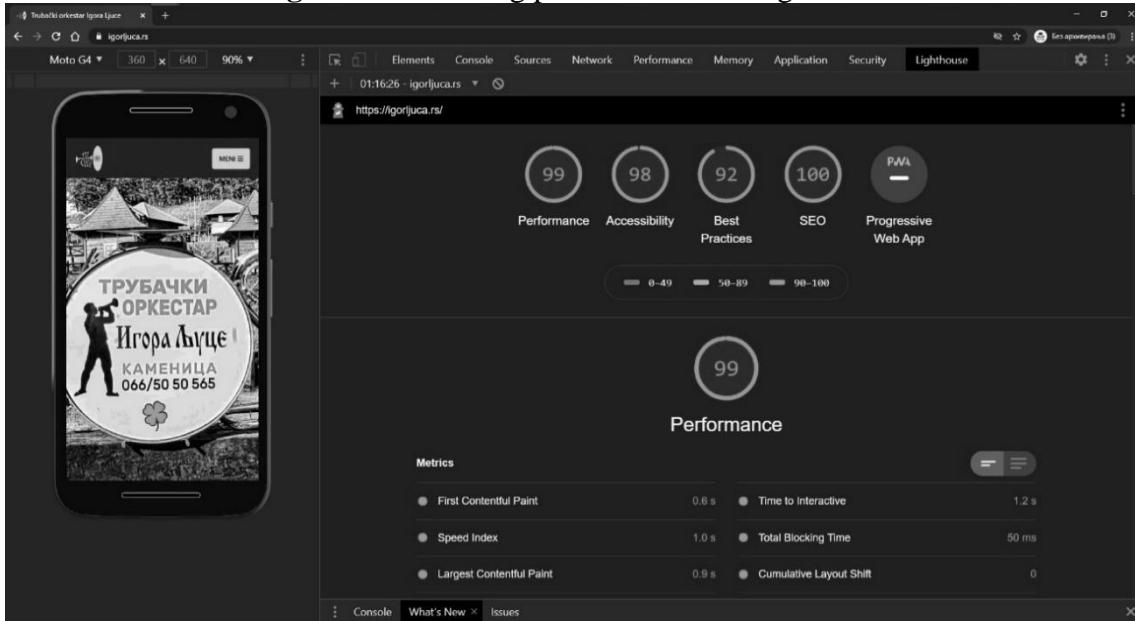 Trubački orkestar Igora Ljuce
igorljuca.rs
Без архивирања (3)
Moto G4 360 x 640 90%
Elements Console Sources Network Performance Memory Application Security Lighthouse
01:16:26 - igorljuca.rs
https://igorljuca.rs/
MENI
ТРУБАЧКИ
ОРКЕСТАР
Игора Љуце
КАМЕНИЦА
066/50 50 565
99 98 92 100 PWA
Performance Accessibility Best Practices SEO Progressive Web App
0–49 50–89 90–100
99
Performance
Metrics
First Contentful Paint 0.6 s Time to Interactive 1.2 s
Speed Index 1.0 s Total Blocking Time 50 ms
Largest Contentful Paint 0.9 s Cumulative Layout Shift 0
Console What's New Issues